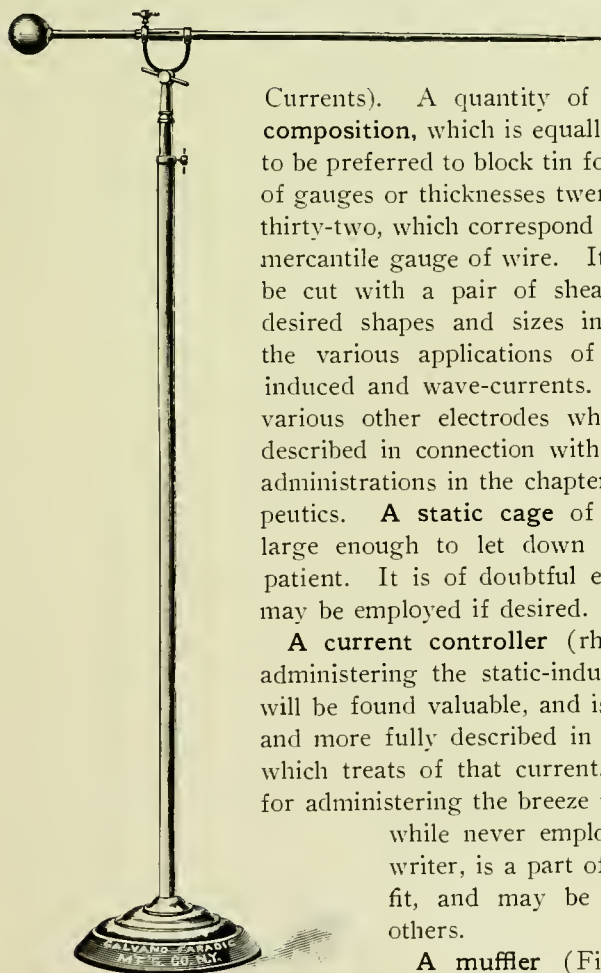 Currents). A quantity of
composition, which is equall
to be preferred to block tin fo
of gauges or thicknesses twen
thirty-two, which correspond
mercantile gauge of wire. It
be cut with a pair of shea
desired shapes and sizes in
the various applications of
induced and wave-currents.
various other electrodes wh
described in connection with
administrations in the chapter
peutics. A static cage of
large enough to let down
patient. It is of doubtful e
may be employed if desired.
A current controller (rh
administering the static-indu
will be found valuable, and is
and more fully described in
which treats of that current.
for administering the breeze
while never emplo
writer, is a part of
fit, and may be
others.
A muffler (Fi
GALVANO FARADIC
M'F'G CO. N.Y.